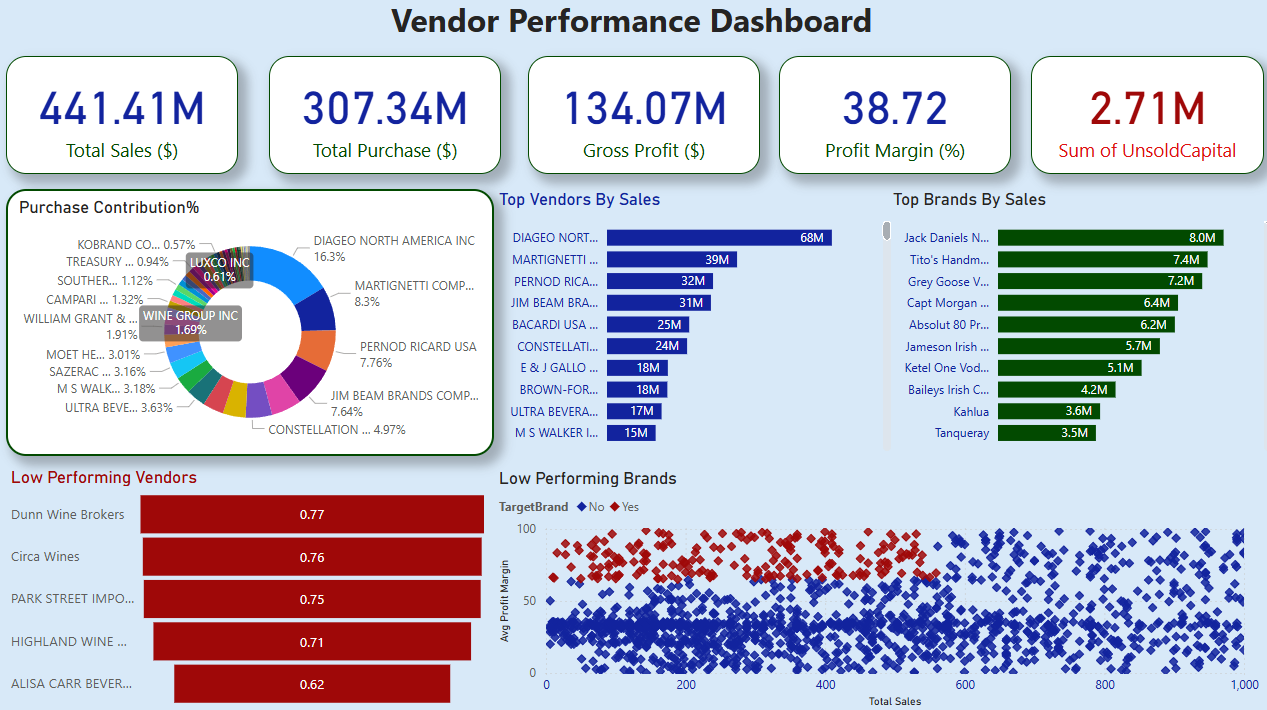 Vendor Performance Dashboard
441.41M
Total Sales ($)
307.34M
Total Purchase ($)
134.07M
Gross Profit ($)
38.72
Profit Margin (%)
2.71M
Sum of UnsoldCapital
Purchase Contribution%
DIAGEO NORTH AMERICA INC
16.3%
MARTIGNETTI COMP...
8.3%
PERNOD RICARD USA
7.76%
JIM BEAM BRANDS COMP...
7.64%
CONSTELLATION ... 4.97%
ULTRA BEVE... 3.63%
M S WALK... 3.18%
SAZERAC ... 3.16%
MOET HE... 3.01%
WILLIAM GRANT & ...
1.91%
WINE GROUP INC
1.69%
CAMPARI ... 1.32%
SOUTHER... 1.12%
TREASURY ... 0.94%
LUXCO INC
0.61%
KOBRAND CO... 0.57%
Top Vendors By Sales
DIAGEO NORT... 68M
MARTIGNETTI ... 39M
PERNOD RICA... 32M
JIM BEAM BRA... 31M
BACARDI USA ... 25M
CONSTELLATI... 24M
E & J GALLO ... 18M
BROWN-FOR... 18M
ULTRA BEVERA... 17M
M S WALKER I... 15M
Top Brands By Sales
Jack Daniels N... 8.0M
Tito's Handm... 7.4M
Grey Goose V... 7.2M
Capt Morgan ... 6.4M
Absolut 80 Pr... 6.2M
Jameson Irish ... 5.7M
Ketel One Vod... 5.1M
Baileys Irish C... 4.2M
Kahlua 3.6M
Tanqueray 3.5M
Low Performing Vendors
Dunn Wine Brokers 0.77
Circa Wines 0.76
PARK STREET IMPO... 0.75
HIGHLAND WINE ... 0.71
ALISA CARR BEVER... 0.62
Low Performing Brands
TargetBrand No Yes
Avg Profit Margin
100
50
0
0 200 400 600 800 1,000
Total Sales